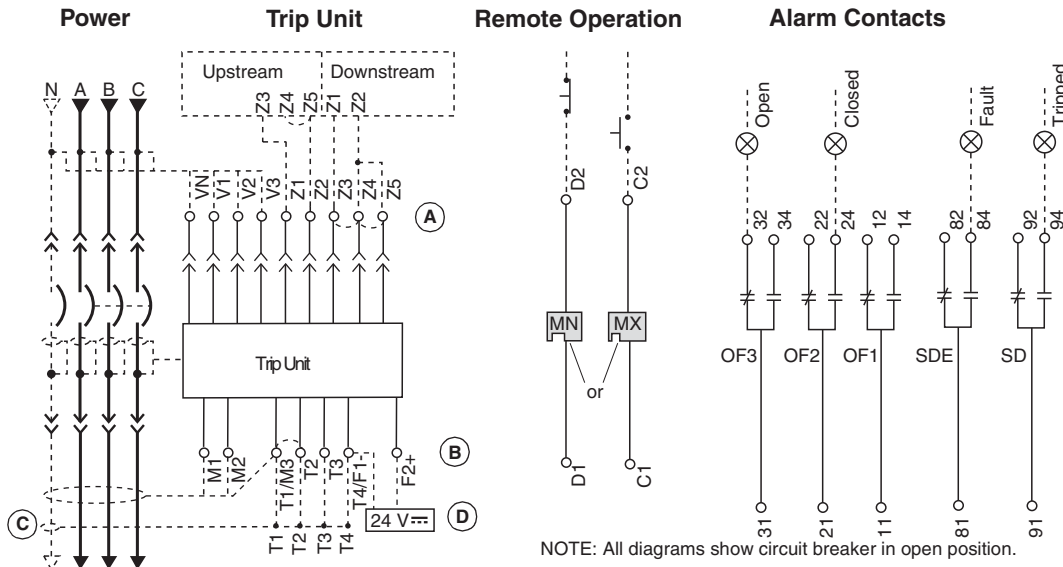 Power
Trip Unit
Remote Operation
Alarm Contacts
Upstream
Downstream
N
A
B
C
Z3
Z4
Z5
Z1
Z2
VN
V1
V2
V3
Z1
Z2
Z3
Z4
Z5
A
Trip Unit
M1
M2
T1/M3
T2
T3
T4/F1-
F2+
B
C
24 V
D
T1
T2
T3
T4
D2
C2
MN
MX
or
D1
C1
Open
Closed
Fault
Tripped
32
34
22
24
12
14
82
84
92
94
OF3
OF2
OF1
SDE
SD
31
21
11
81
91
NOTE: All diagrams show circuit breaker in open position.